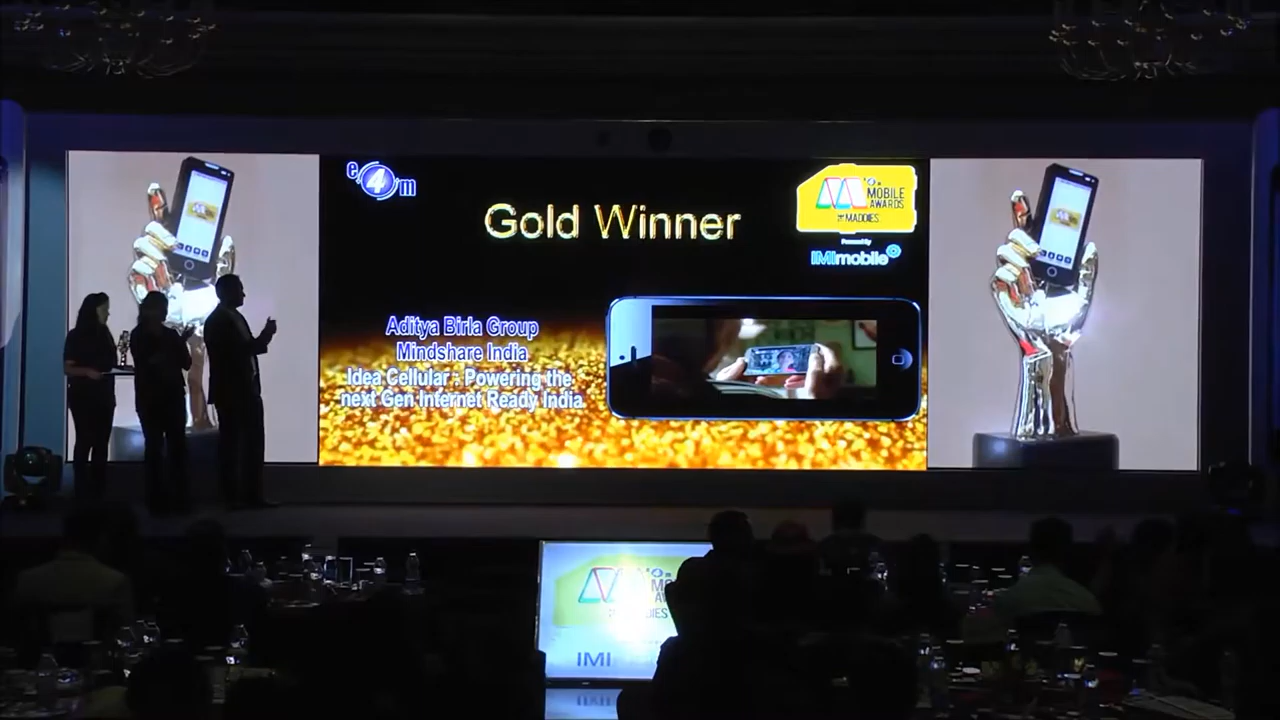 e4m
Gold Winner
MOBILE
AWARDS
THE MADDIES
Powered By
IMImobile
Aditya Birla Group
Mindshare India
Idea Cellular : Powering the
next Gen Internet Ready India
IMI